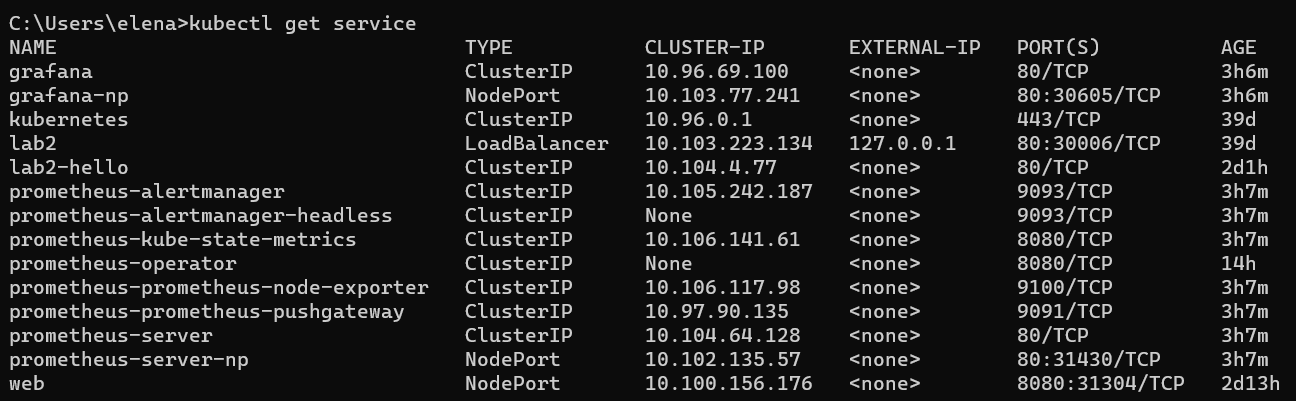 C:\Users\elena>kubectl get service
NAME                                  TYPE           CLUSTER-IP       EXTERNAL-IP   PORT(S)          AGE
grafana                               ClusterIP      10.96.69.100     <none>        80/TCP           3h6m
grafana-np                            NodePort       10.103.77.241    <none>        80:30605/TCP     3h6m
kubernetes                            ClusterIP      10.96.0.1        <none>        443/TCP          39d
lab2                                  LoadBalancer   10.103.223.134   127.0.0.1     80:30006/TCP     39d
lab2-hello                            ClusterIP      10.104.4.77      <none>        80/TCP           2d1h
prometheus-alertmanager               ClusterIP      10.105.242.187   <none>        9093/TCP         3h7m
prometheus-alertmanager-headless      ClusterIP      None             <none>        9093/TCP         3h7m
prometheus-kube-state-metrics         ClusterIP      10.106.141.61    <none>        8080/TCP         3h7m
prometheus-operator                   ClusterIP      None             <none>        8080/TCP         14h
prometheus-prometheus-node-exporter   ClusterIP      10.106.117.98    <none>        9100/TCP         3h7m
prometheus-prometheus-pushgateway     ClusterIP      10.97.90.135     <none>        9091/TCP         3h7m
prometheus-server                     ClusterIP      10.104.64.128    <none>        80/TCP           3h7m
prometheus-server-np                  NodePort       10.102.135.57    <none>        80:31430/TCP     3h7m
web                                   NodePort       10.100.156.176   <none>        8080:31304/TCP   2d13h